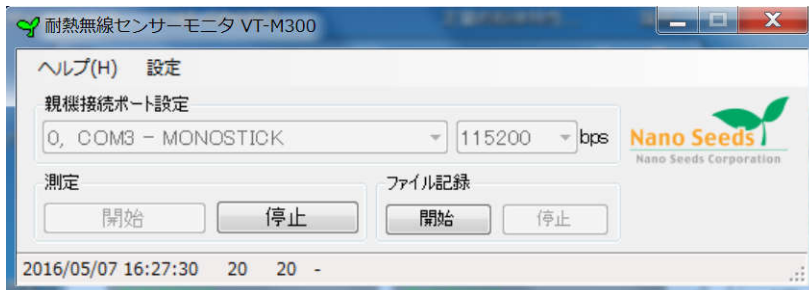 耐熱無線センサーモニタ VT-M300
ヘルプ(H) 設定
親機接続ポート設定
0, COM3 - MONOSTICK 115200 bps
Nano Seeds
Nano Seeds Corporation
測定 ファイル記録
開始 停止 開始 停止
2016/05/07 16:27:30 20 20 -